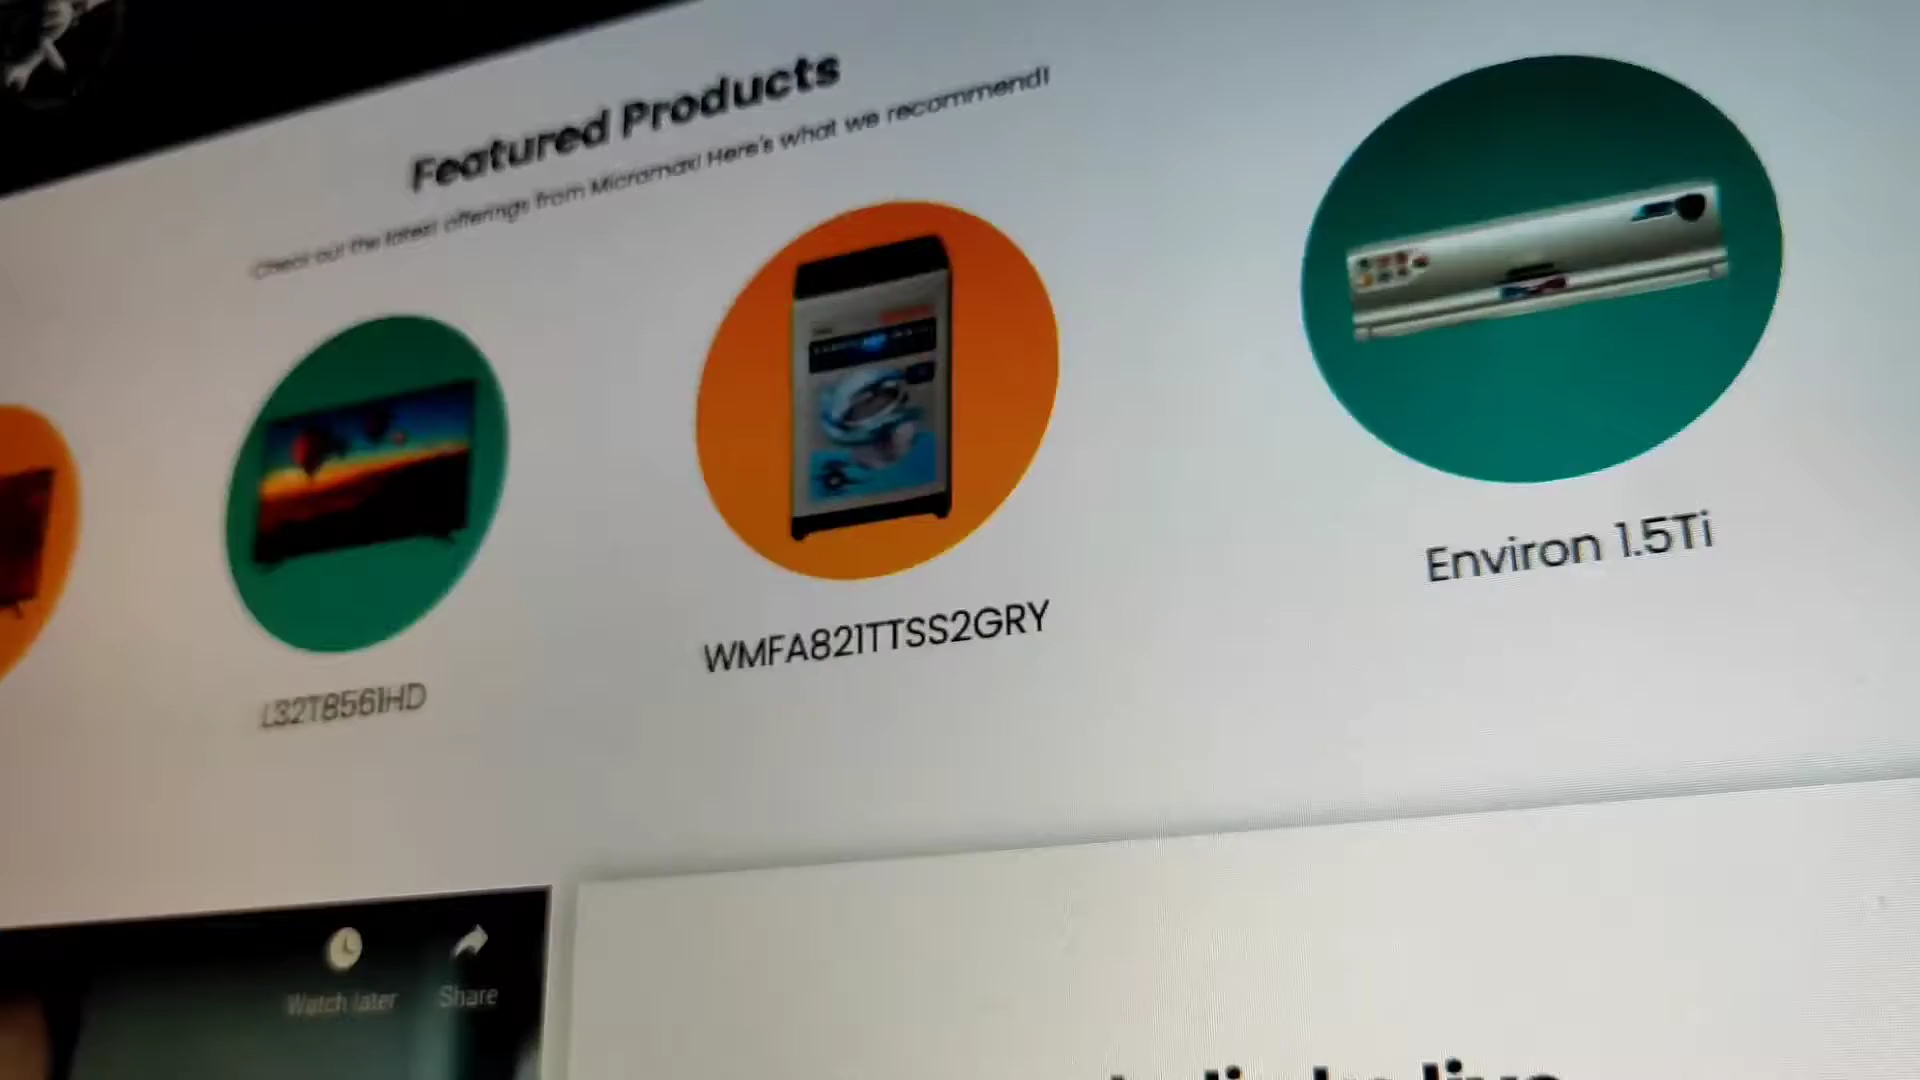 Featured Products
Check out the latest offerings from Micromax! Here's what we recommend!
L32T8561HD
WMFA821TTSS2GRY
Environ 1.5Ti
Watch later
Share